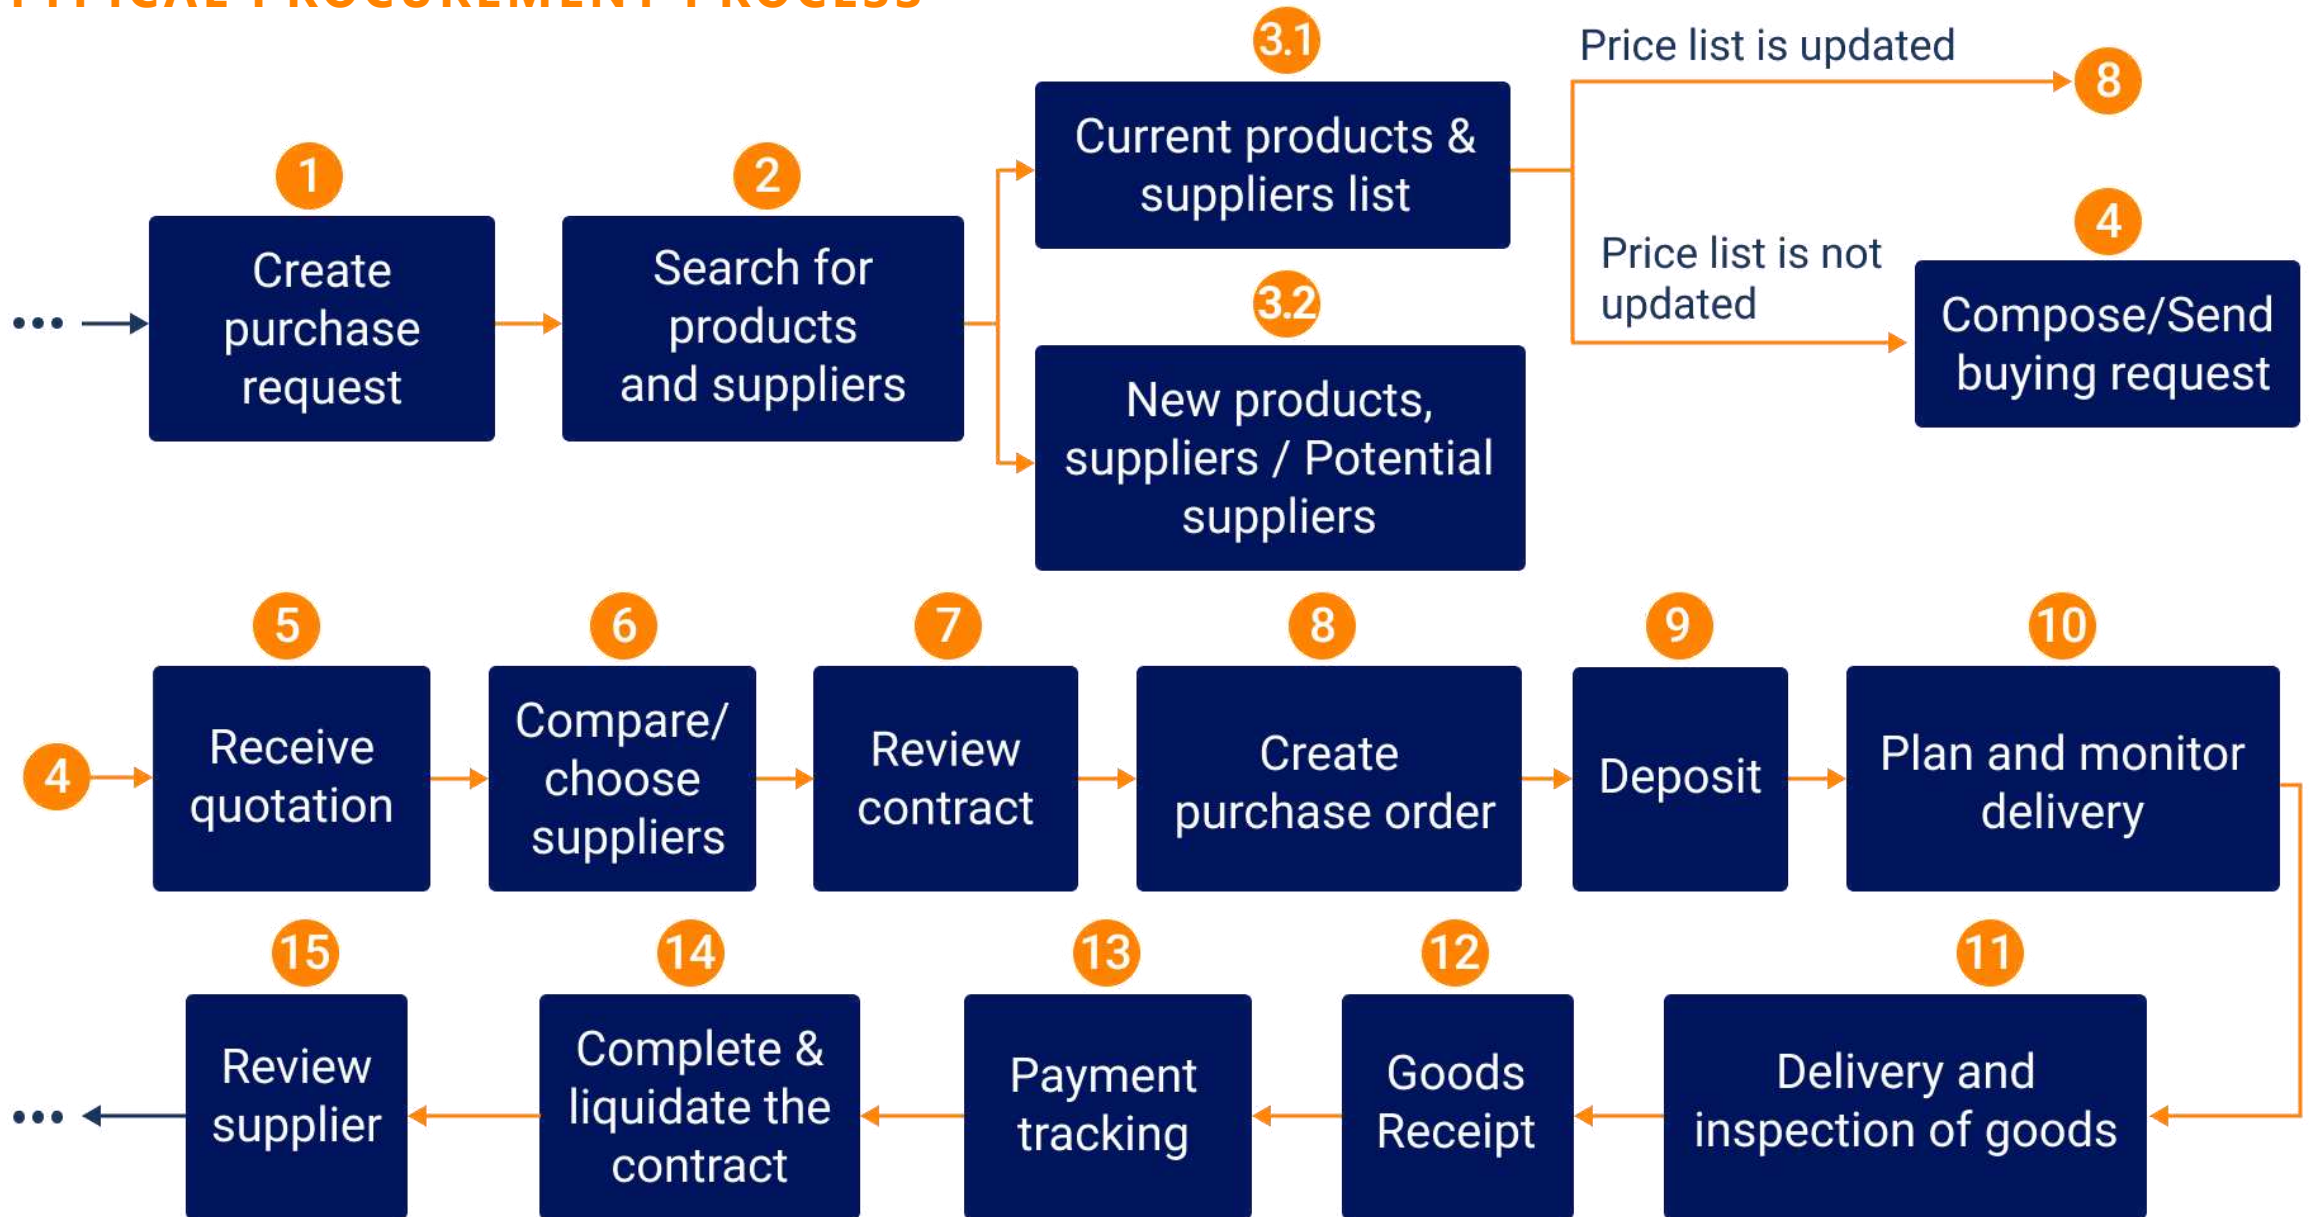 TYPICAL PROCUREMENT PROCESS
3.1
Price list is updated
8
Current products &
suppliers list
1
2
Create
purchase
request
Search for
products
and suppliers
4
Price list is not
updated
Compose/Send
buying request
3.2
New products,
suppliers / Potential
suppliers
5
6
7
8
9
10
4
Receive
quotation
Compare/
choose
suppliers
Review
contract
Create
purchase order
Deposit
Plan and monitor
delivery
15
14
13
12
11
Review
supplier
Complete &
liquidate the
contract
Payment
tracking
Goods
Receipt
Delivery and
inspection of goods